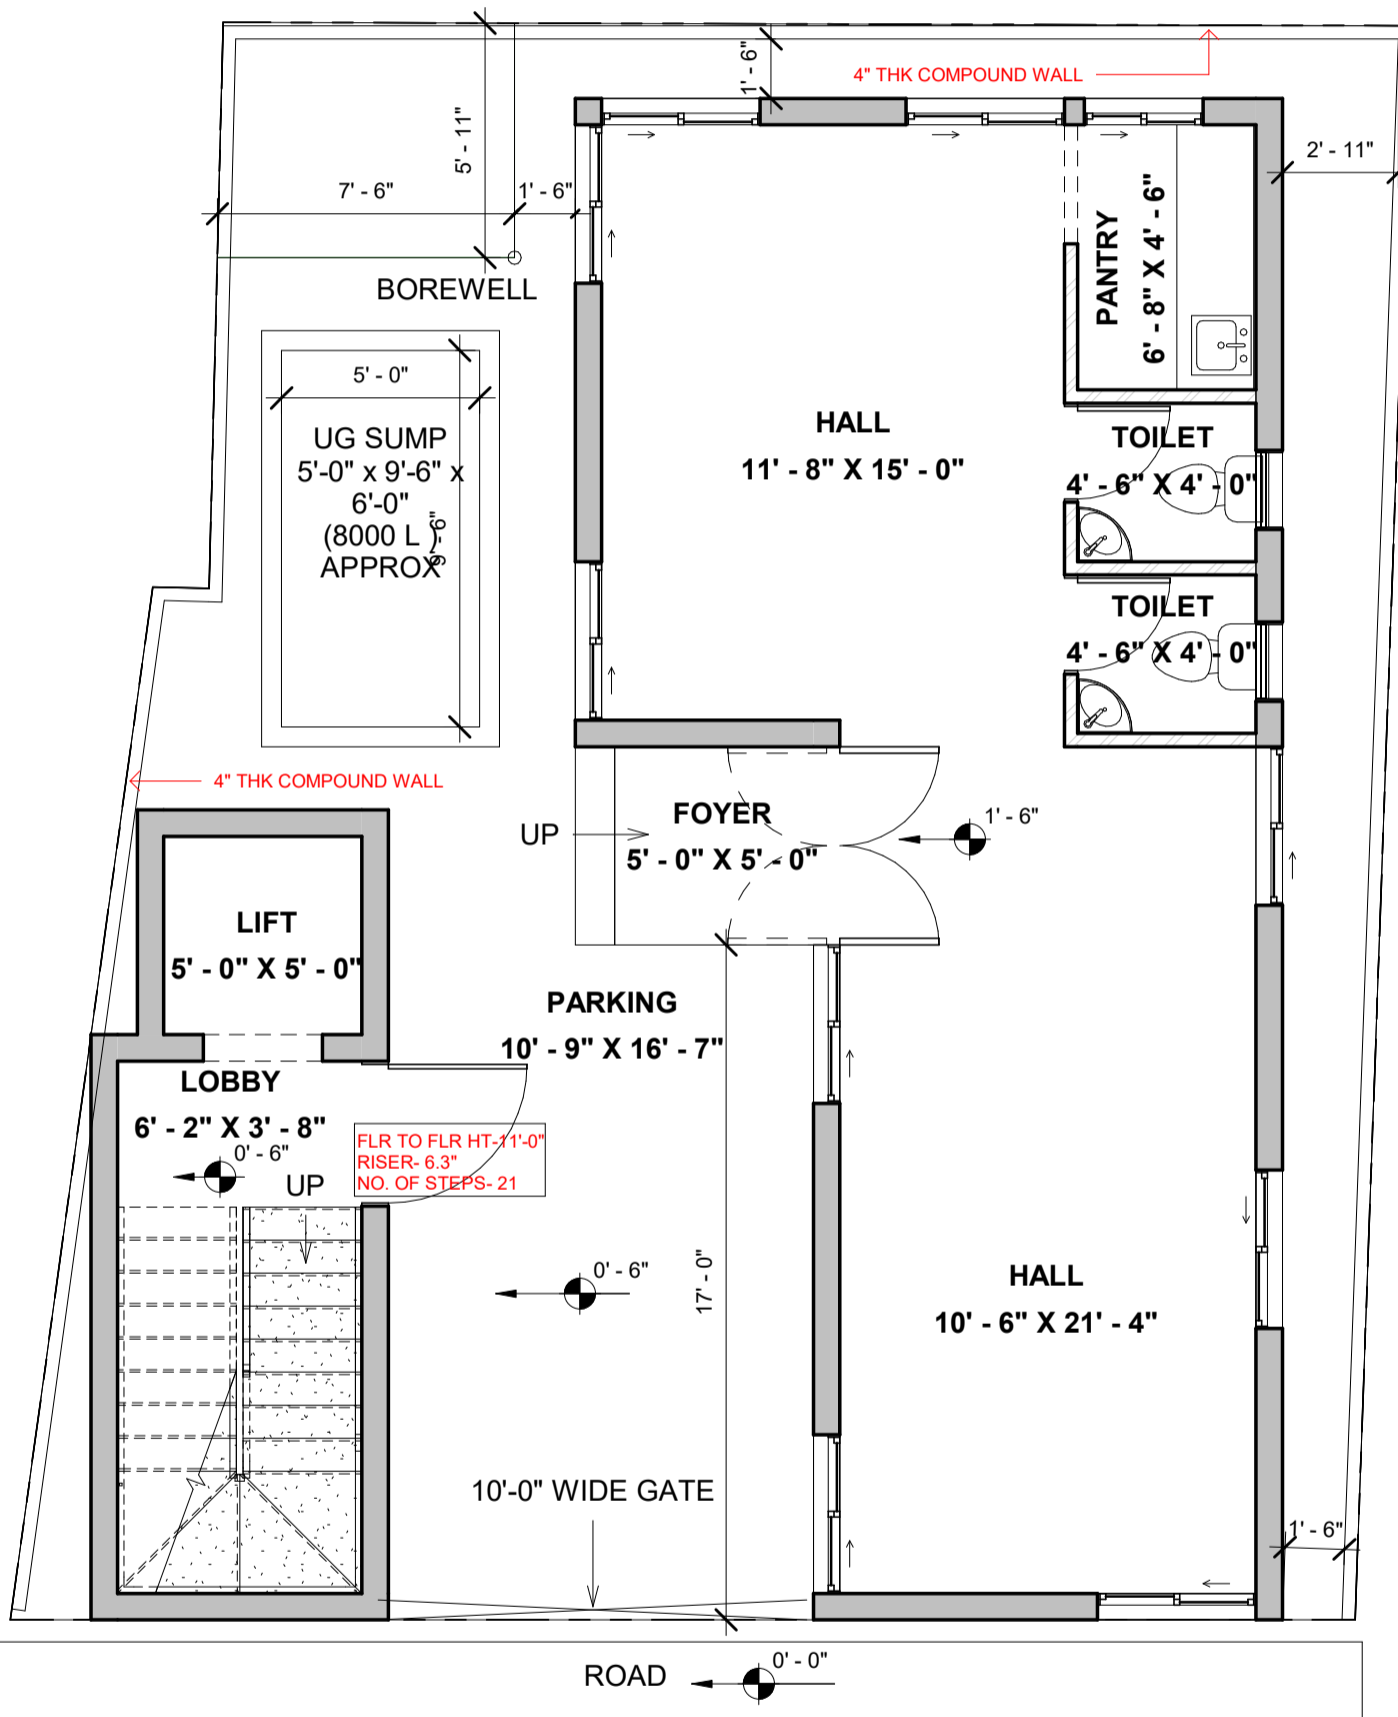 1' - 6"
4" THK COMPOUND WALL
5' - 11"
2' - 11"
7' - 6"
1' - 6"
BOREWELL
PANTRY
6' - 8" X 4' - 6"
5' - 0"
UG SUMP
5'-0" x 9'-6" x
6'-0"
(8000 L )
APPROX
9' - 6"
HALL
11' - 8" X 15' - 0"
TOILET
4' - 6" X 4' - 0"
TOILET
4' - 6" X 4' - 0"
4" THK COMPOUND WALL
UP
FOYER
5' - 0" X 5' - 0"
1' - 6"
LIFT
5' - 0" X 5' - 0"
PARKING
10' - 9" X 16' - 7"
LOBBY
6' - 2" X 3' - 8"
0' - 6"
UP
FLR TO FLR HT-11'-0"
RISER- 6.3"
NO. OF STEPS- 21
0' - 6"
17' - 0"
HALL
10' - 6" X 21' - 4"
10'-0" WIDE GATE
1' - 6"
ROAD
0' - 0"